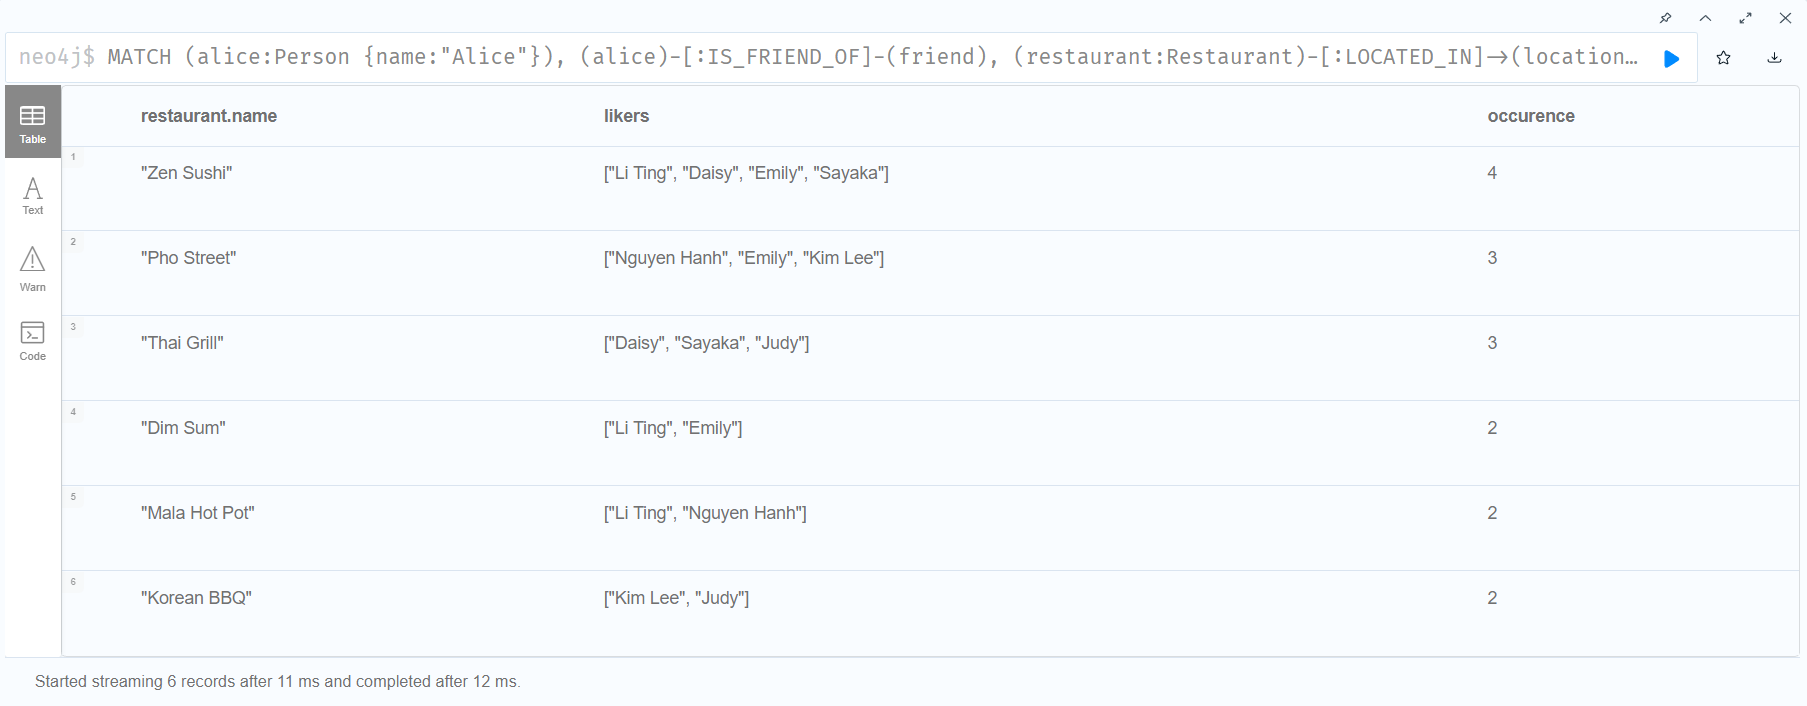 neo4j$ MATCH (alice:Person {name:"Alice"}), (alice)-[:IS_FRIEND_OF]-(friend), (restaurant:Restaurant)-[:LOCATED_IN]->(location…
Table
Text
Warn
Code
restaurant.name likers occurence
1 "Zen Sushi" ["Li Ting", "Daisy", "Emily", "Sayaka"] 4
2 "Pho Street" ["Nguyen Hanh", "Emily", "Kim Lee"] 3
3 "Thai Grill" ["Daisy", "Sayaka", "Judy"] 3
4 "Dim Sum" ["Li Ting", "Emily"] 2
5 "Mala Hot Pot" ["Li Ting", "Nguyen Hanh"] 2
6 "Korean BBQ" ["Kim Lee", "Judy"] 2
Started streaming 6 records after 11 ms and completed after 12 ms.